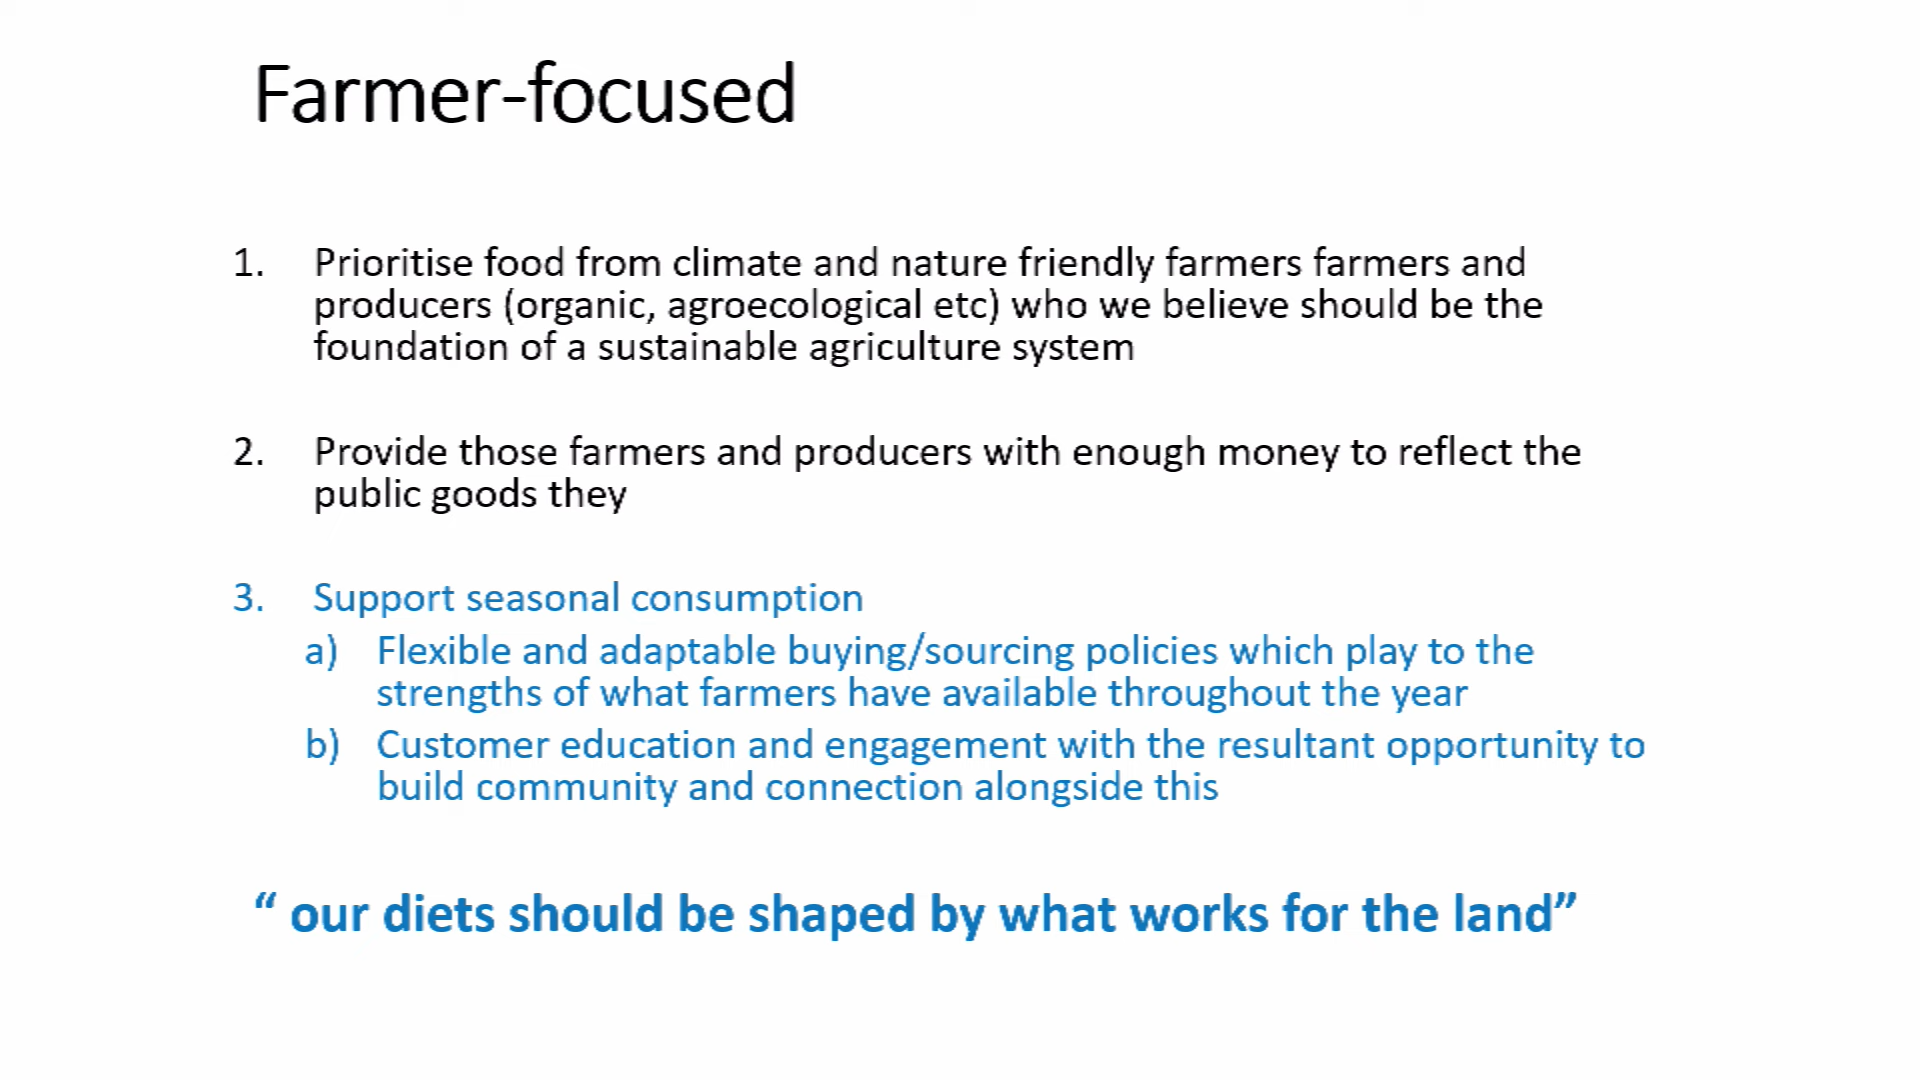 Farmer-focused
1. Prioritise food from climate and nature friendly farmers farmers and
producers (organic, agroecological etc) who we believe should be the
foundation of a sustainable agriculture system
2. Provide those farmers and producers with enough money to reflect the
public goods they
3. Support seasonal consumption
a) Flexible and adaptable buying/sourcing policies which play to the
strengths of what farmers have available throughout the year
b) Customer education and engagement with the resultant opportunity to
build community and connection alongside this
“ our diets should be shaped by what works for the land”